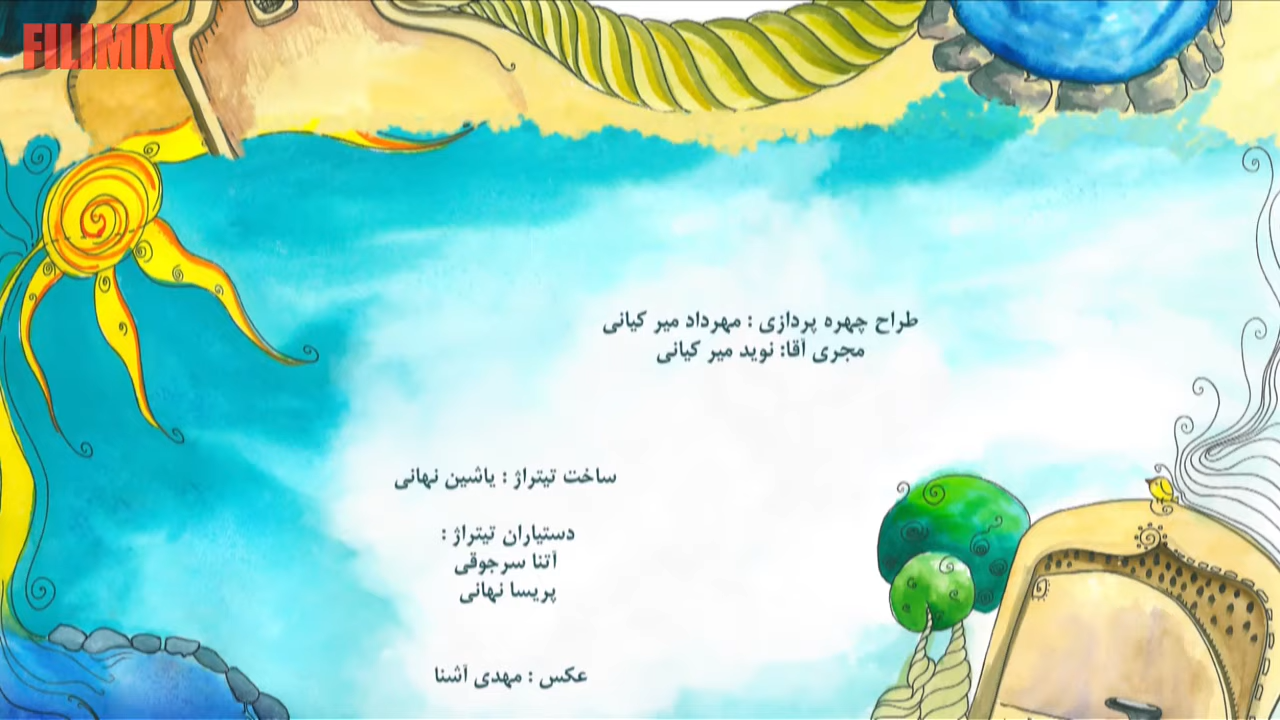 FILIMIX
طراح چهره پردازی : مهرداد میر کیانی
مجری آقا: نوید میر کیانی
ساخت تیتراژ : یاشین نهانی
دستیاران تیتراژ :
آتنا سرجوقی
پریسا نهانی
عکس : مهدی آشنا